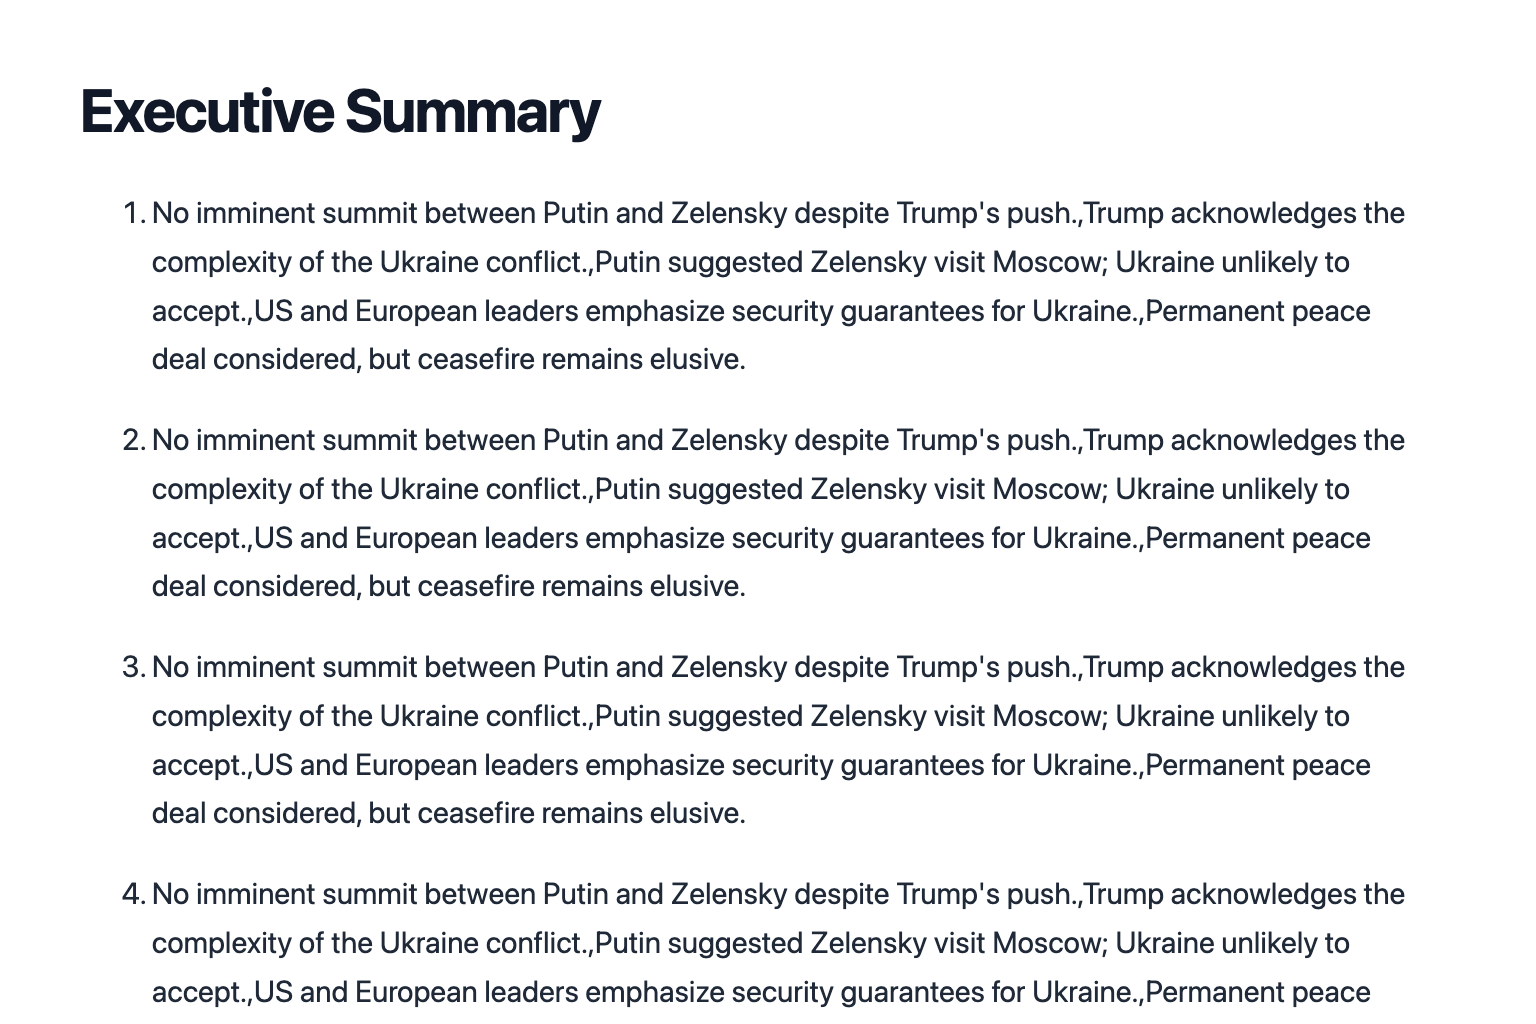 Executive Summary
1. No imminent summit between Putin and Zelensky despite Trump's push.,Trump acknowledges the
complexity of the Ukraine conflict.,Putin suggested Zelensky visit Moscow; Ukraine unlikely to
accept.,US and European leaders emphasize security guarantees for Ukraine.,Permanent peace
deal considered, but ceasefire remains elusive.
2. No imminent summit between Putin and Zelensky despite Trump's push.,Trump acknowledges the
complexity of the Ukraine conflict.,Putin suggested Zelensky visit Moscow; Ukraine unlikely to
accept.,US and European leaders emphasize security guarantees for Ukraine.,Permanent peace
deal considered, but ceasefire remains elusive.
3. No imminent summit between Putin and Zelensky despite Trump's push.,Trump acknowledges the
complexity of the Ukraine conflict.,Putin suggested Zelensky visit Moscow; Ukraine unlikely to
accept.,US and European leaders emphasize security guarantees for Ukraine.,Permanent peace
deal considered, but ceasefire remains elusive.
4. No imminent summit between Putin and Zelensky despite Trump's push.,Trump acknowledges the
complexity of the Ukraine conflict.,Putin suggested Zelensky visit Moscow; Ukraine unlikely to
accept.,US and European leaders emphasize security guarantees for Ukraine.,Permanent peace